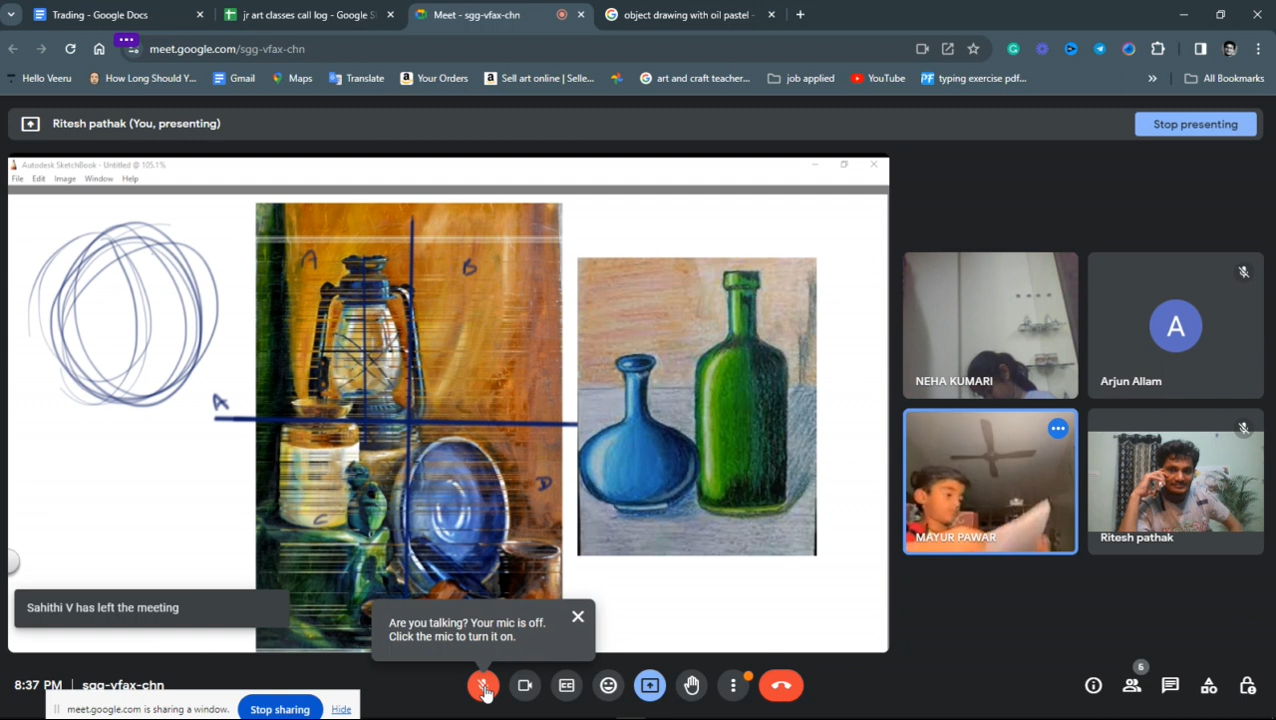 Trading - Google Docs
jr art classes call log - Google S
Meet - sgg-vfax-chn
object drawing with oil pastel -
meet.google.com/sgg-vfax-chn
Hello Veeru
How Long Should Y...
Gmail
Maps
Translate
Your Orders
Sell art online | Selle...
art and craft teacher...
job applied
YouTube
typing exercise pdf...
All Bookmarks
Ritesh pathak (You, presenting)
Stop presenting
Autodesk SketchBook - Untitled @ 105.1%
File Edit Image Window Help
A
B
A
C
D
NEHA KUMARI
A
Arjun Allam
MAYUR PAWAR
Ritesh pathak
Sahithi V has left the meeting
Are you talking? Your mic is off.
Click the mic to turn it on.
8:37 PM | sgg-vfax-chn
5
meet.google.com is sharing a window.
Stop sharing
Hide